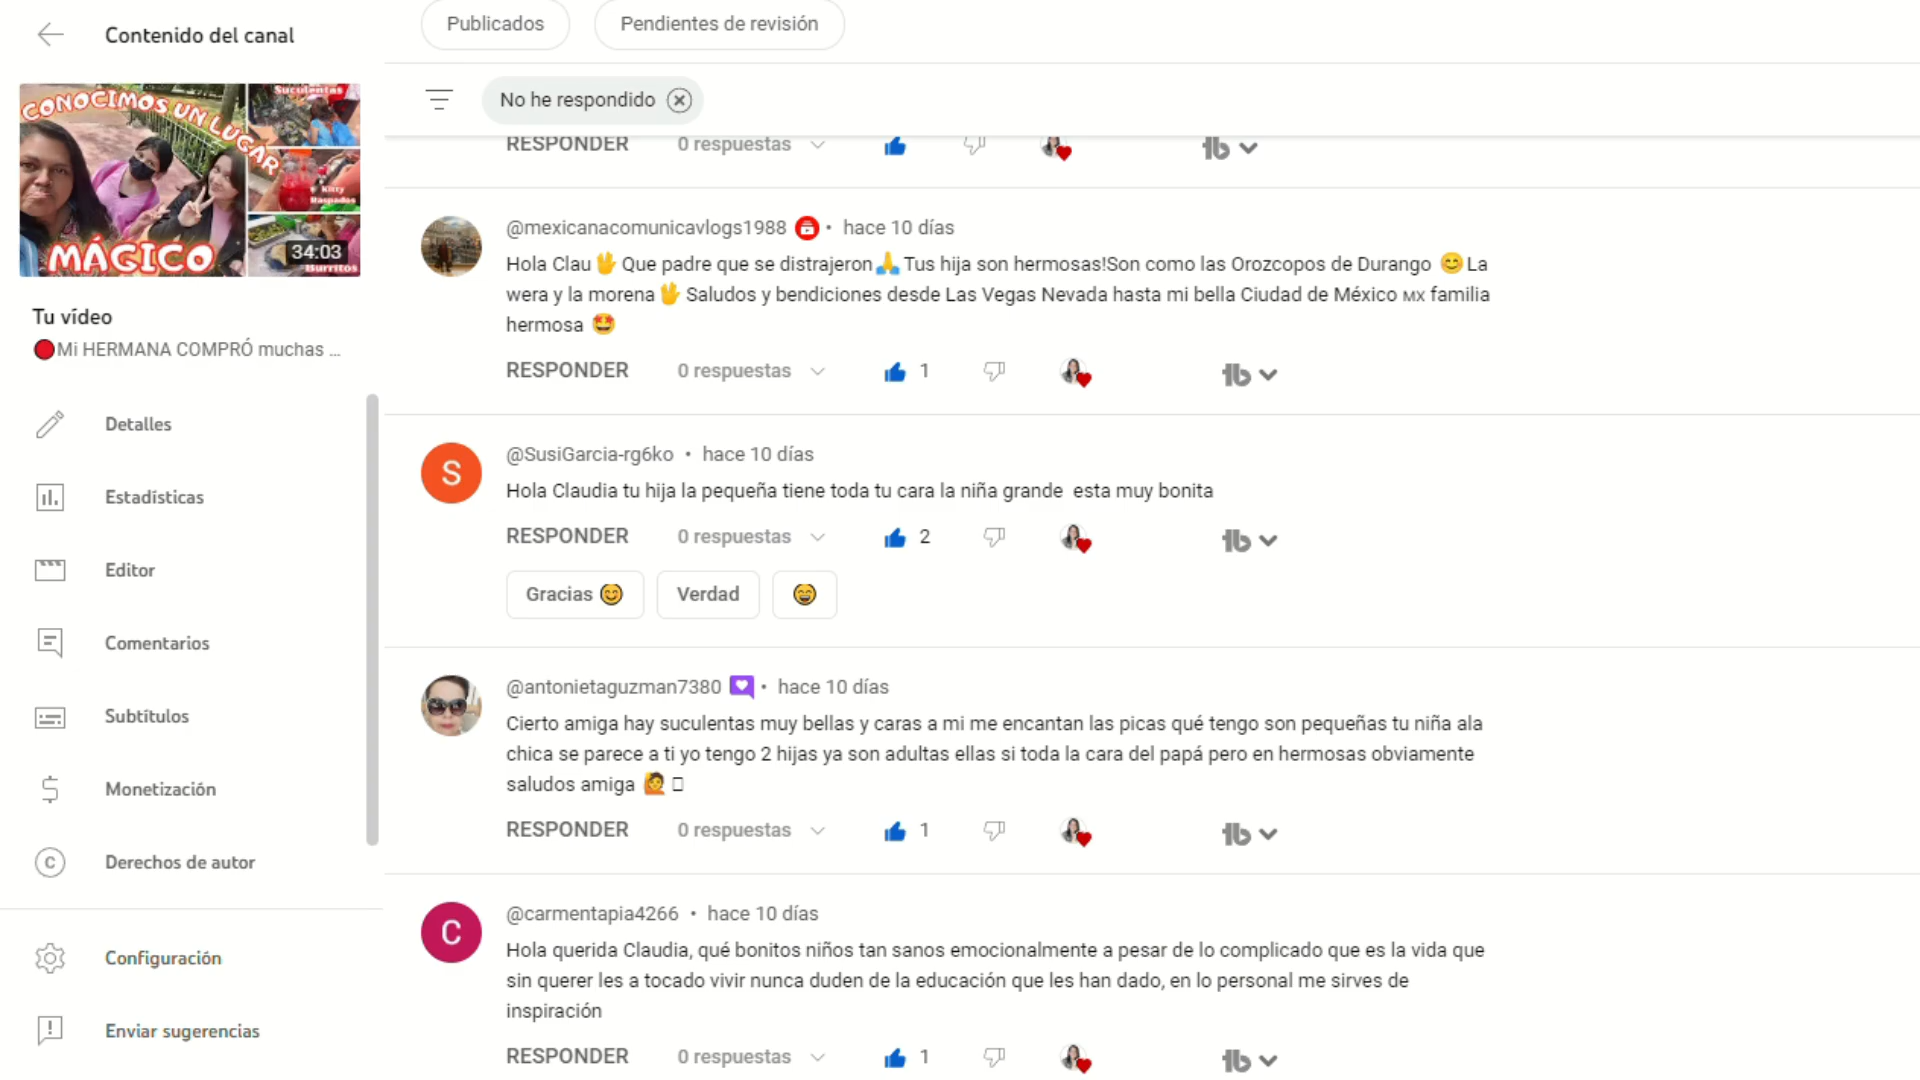 Contenido del canal
Publicados
Pendientes de revisión
No he respondido
CONOCIMOS UN LUGAR
MÁGICO
Suculentas
Kitty
Raspados
34:03
Burritos
Tu vídeo
Mi HERMANA COMPRÓ muchas ...
Detalles
Estadísticas
Editor
Comentarios
Subtítulos
Monetización
Derechos de autor
Configuración
Enviar sugerencias
RESPONDER 0 respuestas
@mexicanacomunicavlogs1988 • hace 10 días
Hola Clau🖖Que padre que se distrajeron🙏Tus hija son hermosas!Son como las Orozcopos de Durango 😊La
wera y la morena🖖Saludos y bendiciones desde Las Vegas Nevada hasta mi bella Ciudad de México MX familia
hermosa 🤩
RESPONDER 0 respuestas 1
S
@SusiGarcia-rg6ko • hace 10 días
Hola Claudia tu hija la pequeña tiene toda tu cara la niña grande esta muy bonita
RESPONDER 0 respuestas 2
Gracias 😊 Verdad 😄
@antonietaguzman7380 • hace 10 días
Cierto amiga hay suculentas muy bellas y caras a mi me encantan las picas qué tengo son pequeñas tu niña ala
chica se parece a ti yo tengo 2 hijas ya son adultas ellas si toda la cara del papá pero en hermosas obviamente
saludos amiga 🙋
RESPONDER 0 respuestas 1
C
@carmentapia4266 • hace 10 días
Hola querida Claudia, qué bonitos niños tan sanos emocionalmente a pesar de lo complicado que es la vida que
sin querer les a tocado vivir nunca duden de la educación que les han dado, en lo personal me sirves de
inspiración
RESPONDER 0 respuestas 1